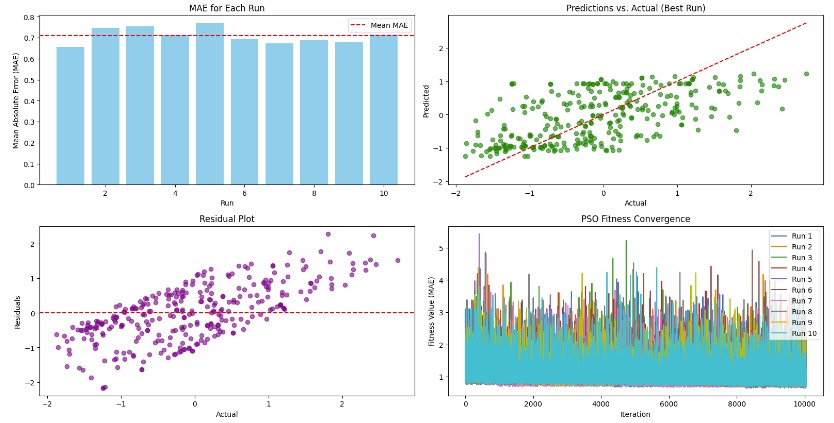 MAE for Each Run
Mean Absolute Error (MAE)
0.8
0.7
0.6
0.5
0.4
0.3
0.2
0.1
0.0
Mean MAE
2 4 6 8 10
Run
Predictions vs. Actual (Best Run)
Predicted
2
1
0
−1
−2
−2 −1 0 1 2
Actual
Residual Plot
Residuals
2
1
0
−1
−2
−2 −1 0 1 2
Actual
PSO Fitness Convergence
Fitness Value (MAE)
5
4
3
2
1
Run 1
Run 2
Run 3
Run 4
Run 5
Run 6
Run 7
Run 8
Run 9
Run 10
0 2000 4000 6000 8000 10000
Iteration